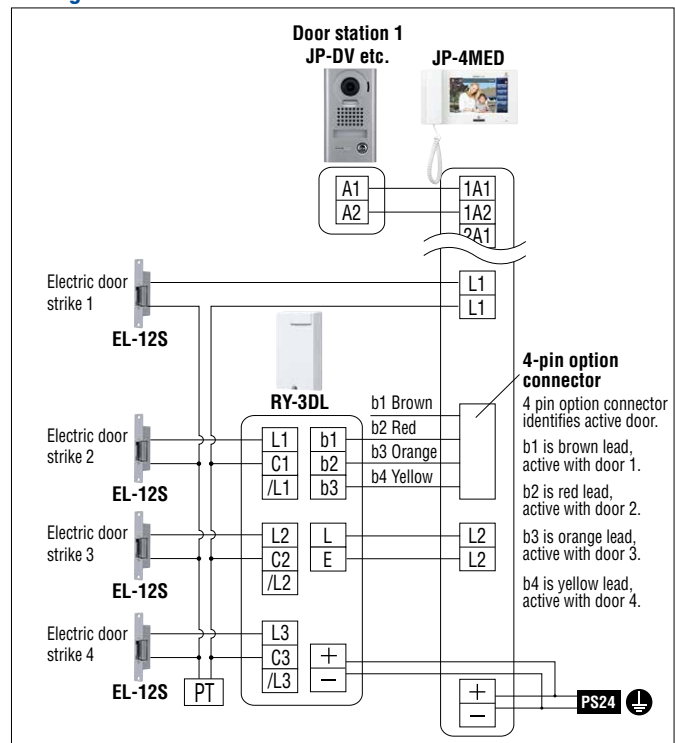 Door station 1
JP-DV etc.
JP-4MED
A1
A2
1A1
1A2
2A1
Electric door
strike 1
EL-12S
L1
L1
RY-3DL
4-pin option
connector
4 pin option connector
identifies active door.
b1 is brown lead,
active with door 1.
b2 is red lead,
active with door 2.
b3 is orange lead,
active with door 3.
b4 is yellow lead,
active with door 4.
b1 Brown
b2 Red
b3 Orange
b4 Yellow
Electric door
strike 2
EL-12S
L1
C1
/L1
b1
b2
b3
Electric door
strike 3
EL-12S
L2
C2
/L2
L
E
L2
L2
Electric door
strike 4
EL-12S
PT
L3
C3
/L3
+
−
+
−
PS24